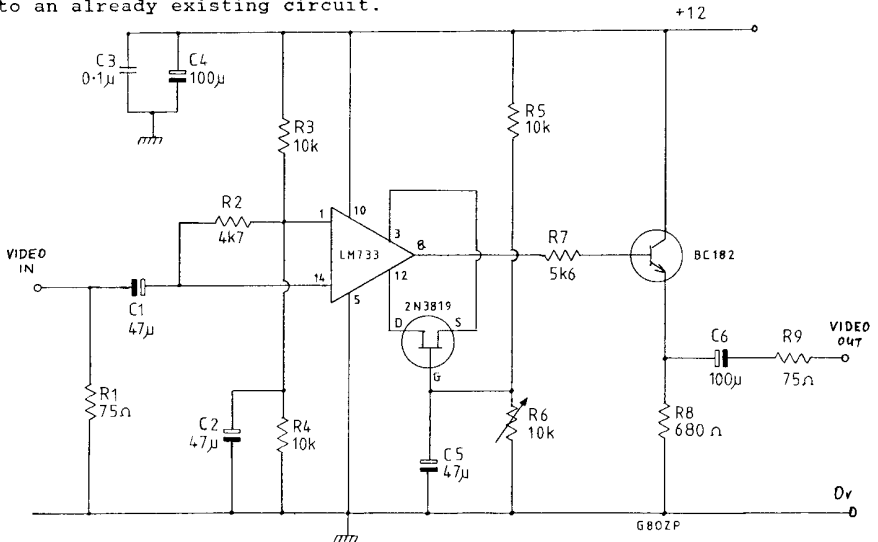 to an already existing circuit.
+12
C3
0·1µ
C4
100µ
R3
10k
R5
10k
R2
4k7
1
10
3
LM733
8
12
14
5
R7
5k6
BC182
VIDEO
IN
C1
47µ
2N3819
D
S
G
C6
100µ
R9
75Ω
VIDEO
OUT
R1
75Ω
C2
47µ
R4
10k
C5
47µ
R6
10k
R8
680 Ω
0v
G8OZP